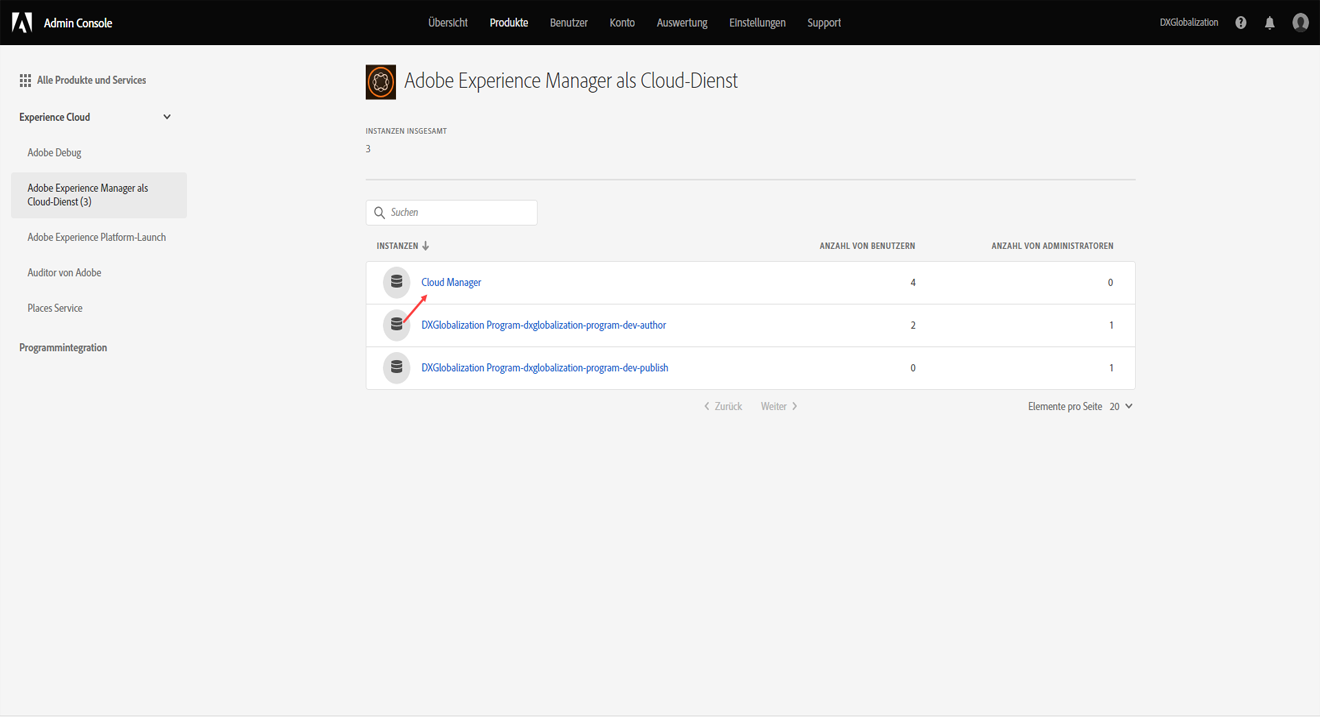 Admin Console
Übersicht Produkte Benutzer Konto Auswertung Einstellungen Support
DXGlobalization
Alle Produkte und Services
Experience Cloud
Adobe Debug
Adobe Experience Manager als
Cloud-Dienst (3)
Adobe Experience Platform-Launch
Auditor von Adobe
Places Service
Programmintegration
Adobe Experience Manager als Cloud-Dienst
INSTANZEN INSGESAMT
3
Suchen
INSTANZEN ANZAHL VON BENUTZERN ANZAHL VON ADMINISTRATOREN
Cloud Manager 4 0
DXGlobalization Program-dxglobalization-program-dev-author 2 1
DXGlobalization Program-dxglobalization-program-dev-publish 0 1
Zurück Weiter Elemente pro Seite 20